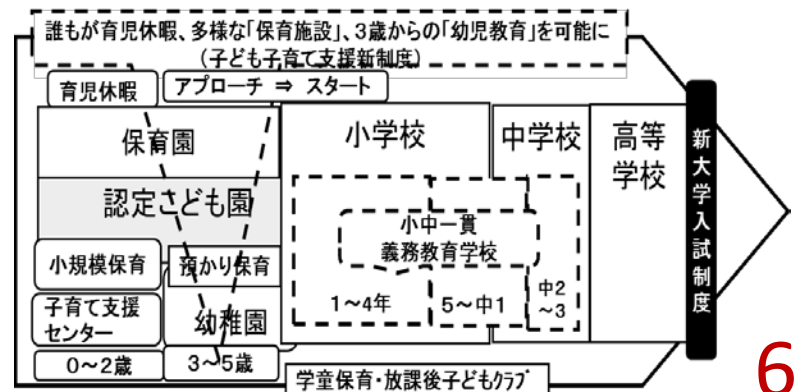 誰もが育児休暇、多様な「保育施設」、3歳からの「幼児教育」を可能に
(子ども子育て支援新制度)
育児休暇
アプローチ ⇒ スタート
保育園
認定こども園
小規模保育
預かり保育
子育て支援
センター
幼稚園
0～2歳
3～5歳
小学校
中学校
高等
学校
小中一貫
義務教育学校
1～4年
5～中1
中2
～3
新大学入試制度
学童保育・放課後子どもクラブ
6